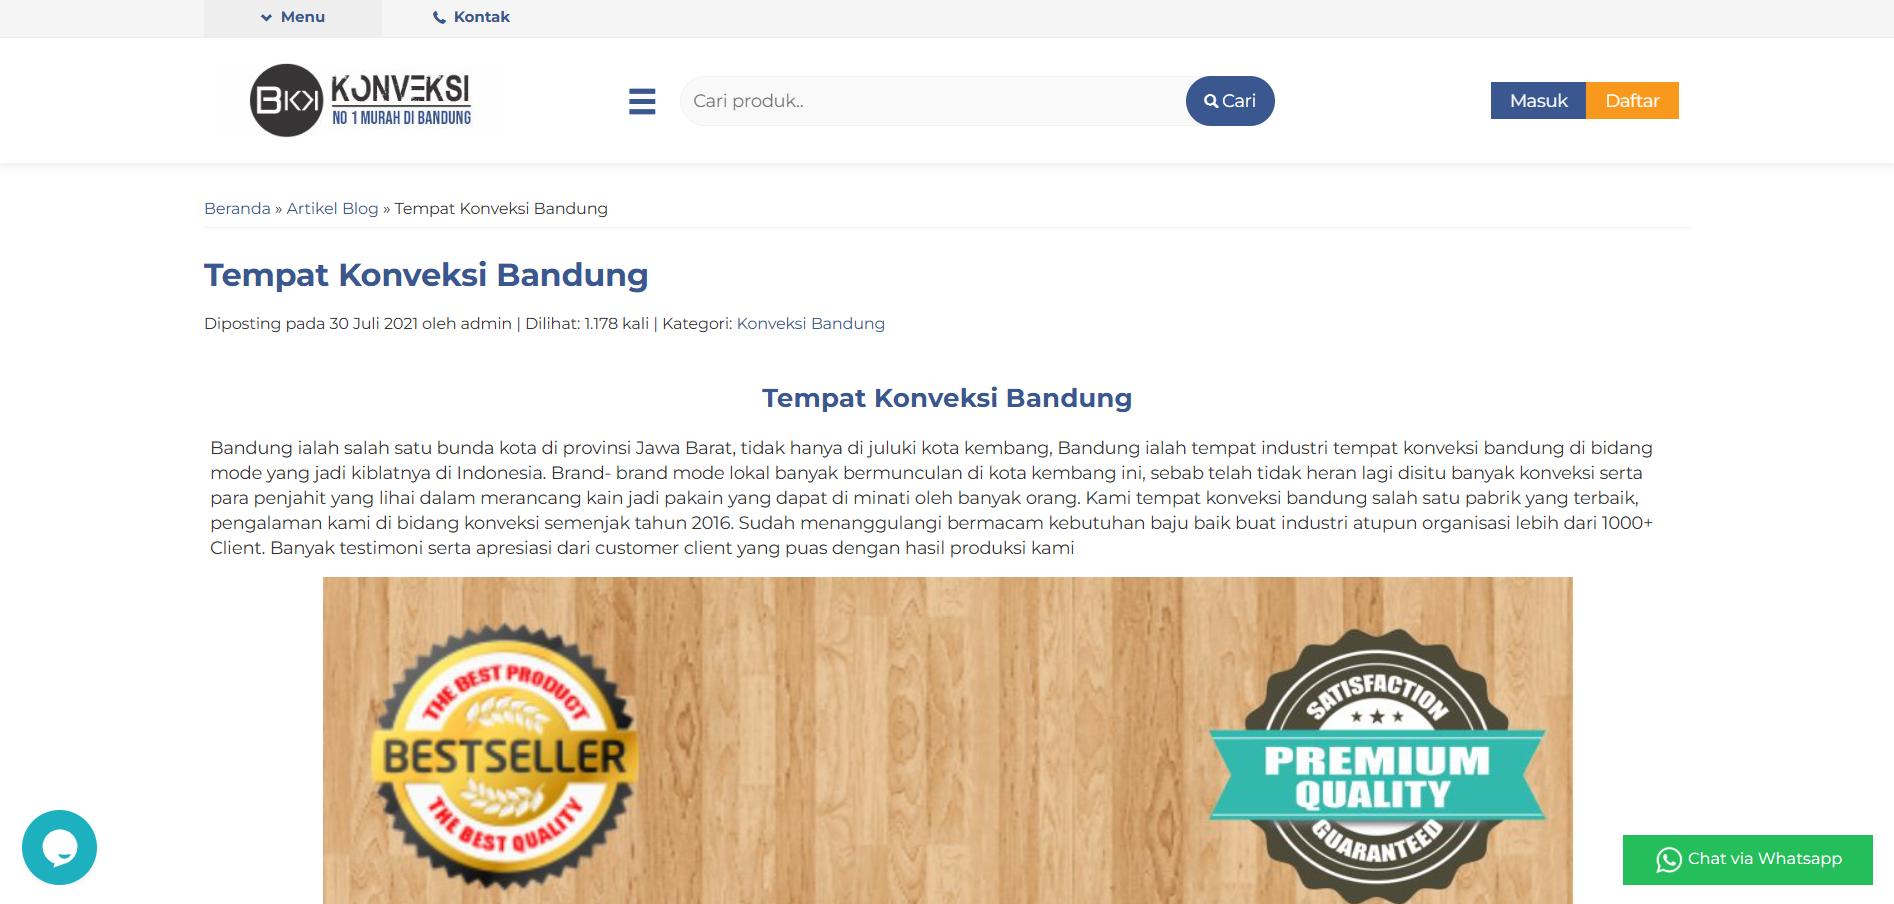 Menu
Kontak
BKK KONVEKSI
NO 1 MURAH DI BANDUNG
Cari produk..
Cari
Masuk
Daftar
Beranda » Artikel Blog » Tempat Konveksi Bandung
Tempat Konveksi Bandung
Diposting pada 30 Juli 2021 oleh admin | Dilihat: 1.178 kali | Kategori: Konveksi Bandung
Tempat Konveksi Bandung
Bandung ialah salah satu bunda kota di provinsi Jawa Barat, tidak hanya di juluki kota kembang, Bandung ialah tempat industri tempat konveksi bandung di bidang
mode yang jadi kiblatnya di Indonesia. Brand- brand mode lokal banyak bermunculan di kota kembang ini, sebab telah tidak heran lagi disitu banyak konveksi serta
para penjahit yang lihai dalam merancang kain jadi pakain yang dapat di minati oleh banyak orang. Kami tempat konveksi bandung salah satu pabrik yang terbaik,
pengalaman kami di bidang konveksi semenjak tahun 2016. Sudah menanggulangi bermacam kebutuhan baju baik buat industri atupun organisasi lebih dari 1000+
Client. Banyak testimoni serta apresiasi dari customer client yang puas dengan hasil produksi kami
THE BEST PRODUCT
BESTSELLER
THE BEST QUALITY
SATISFACTION
PREMIUM
QUALITY
GUARANTEED
Chat via Whatsapp